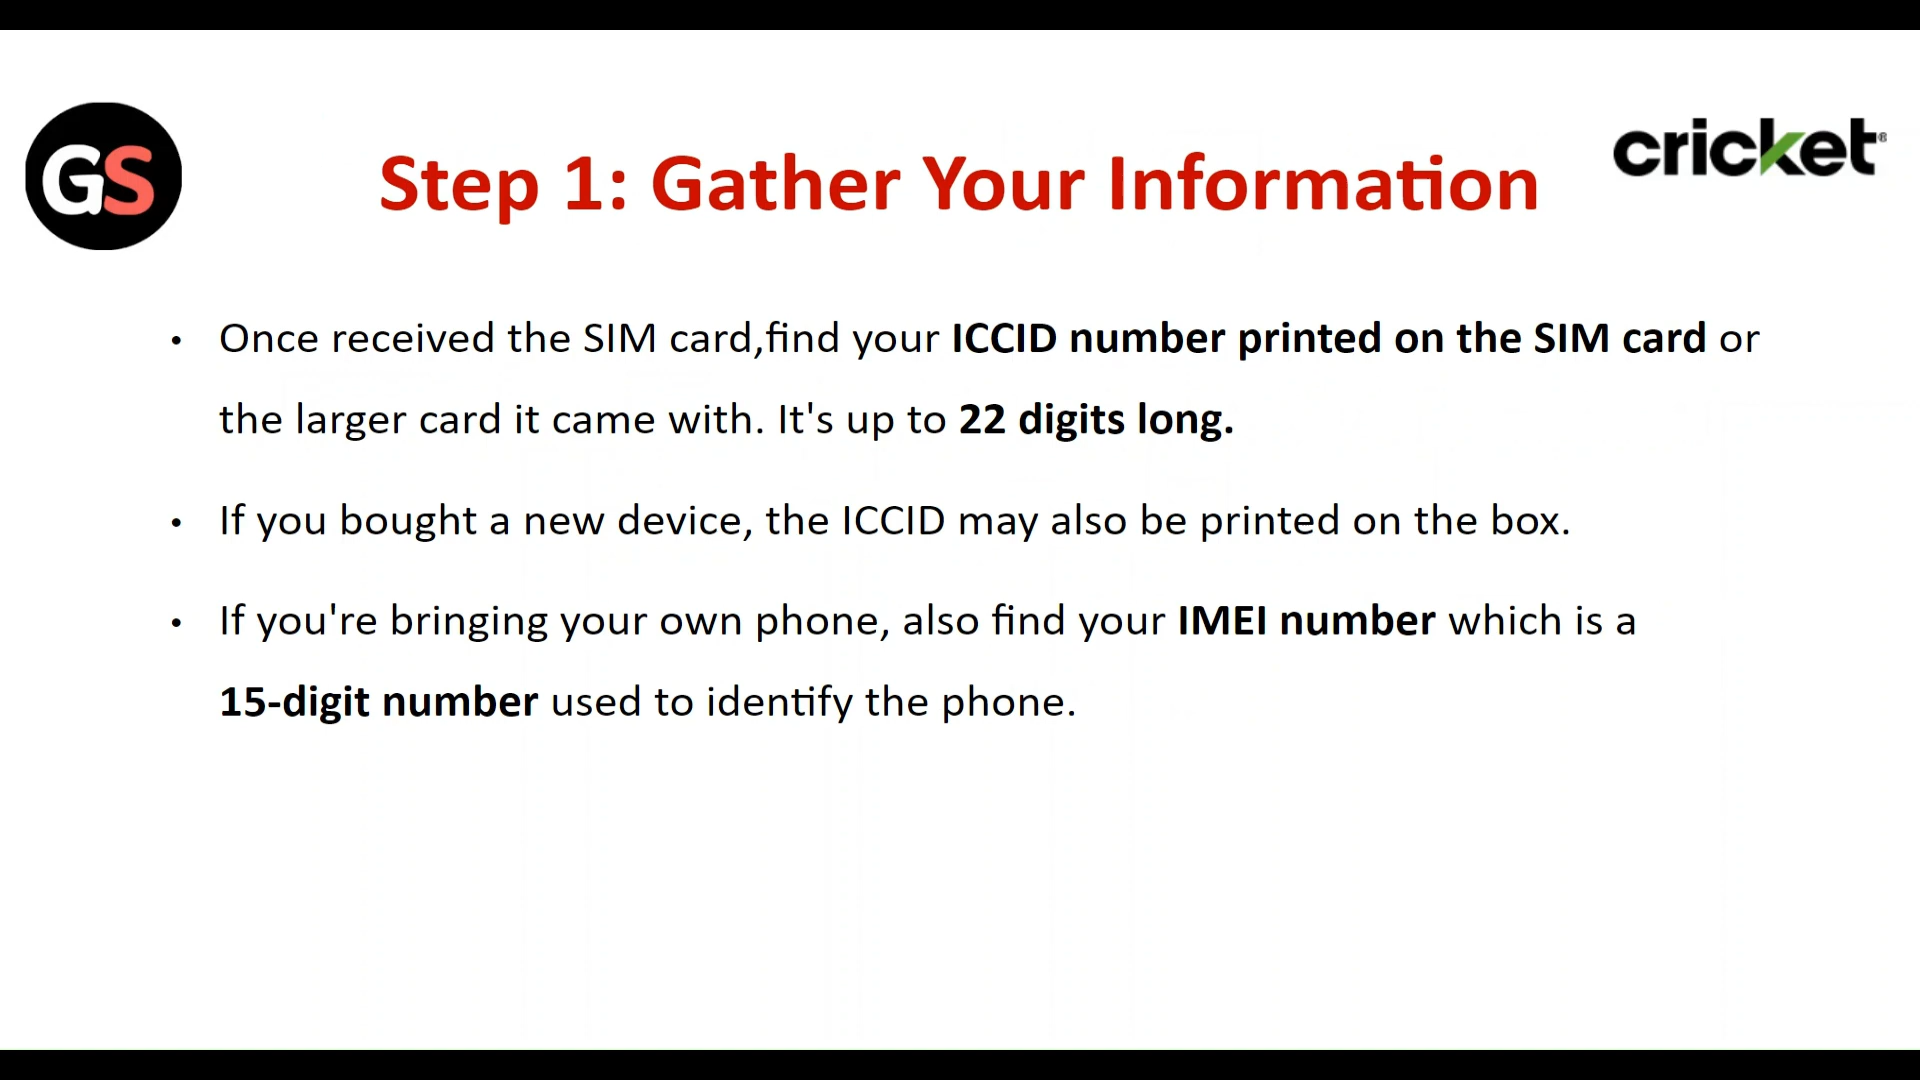 GS
cricket®
Step 1: Gather Your Information
• Once received the SIM card,find your ICCID number printed on the SIM card or
the larger card it came with. It's up to 22 digits long.
• If you bought a new device, the ICCID may also be printed on the box.
• If you're bringing your own phone, also find your IMEI number which is a
15-digit number used to identify the phone.